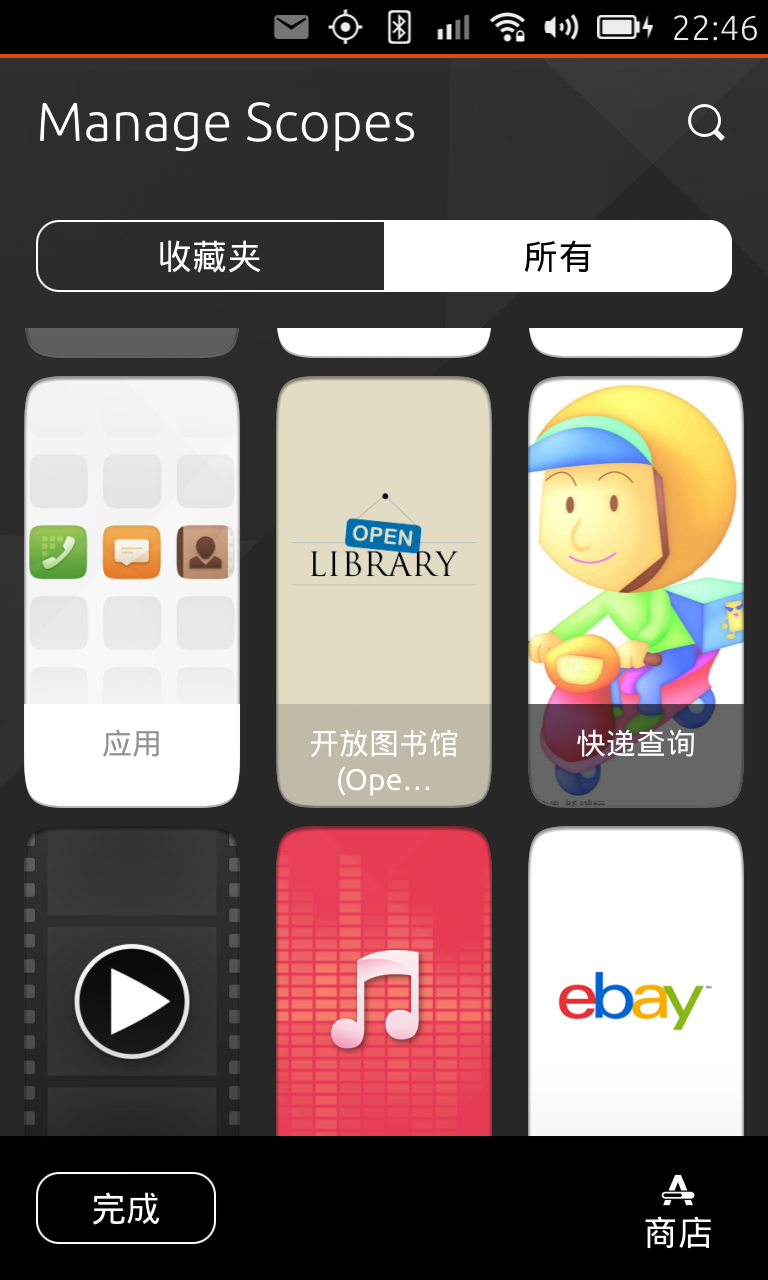 22:46
Manage Scopes
收藏夹
所有
应用
OPEN
LIBRARY
开放图书馆
(Ope…
快递查询
ebay
完成
商店